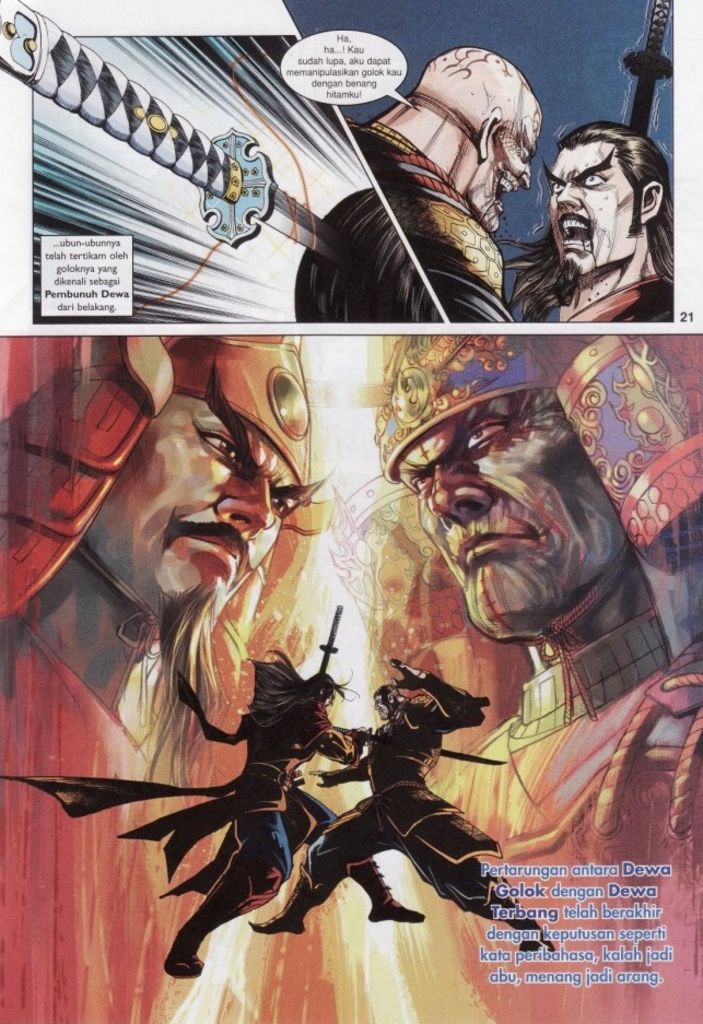 Ha,
ha...! Kau
sudah lupa, aku dapat
memanipulasikan golok kau
dengan benang
hitamku!
...ubun-ubunnya
telah tertikam oleh
goloknya yang
dikenali sebagai
Pembunuh Dewa
dari belakang.
21
Pertarungan antara Dewa
Golok dengan Dewa
Terbang telah berakhir
dengan keputusan seperti
kata peribahasa, kalah jadi
abu, menang jadi arang.